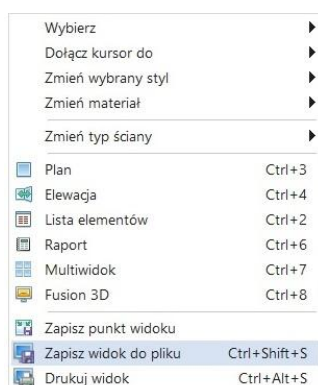 Wybierz
Dołącz kursor do
Zmień wybrany styl
Zmień materiał
Zmień typ ściany
Plan Ctrl+3
Elewacja Ctrl+4
Lista elementów Ctrl+2
Raport Ctrl+6
Multiwidok Ctrl+7
Fusion 3D Ctrl+8
Zapisz punkt widoku
Zapisz widok do pliku Ctrl+Shift+S
Drukuj widok Ctrl+Alt+S